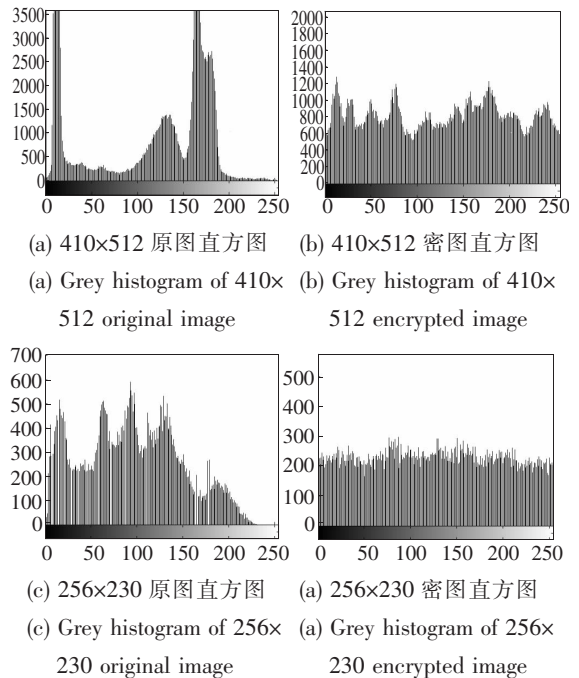 3500
3000
2500
2000
1500
1000
500
0
0 50 100 150 200 250
2000
1800
1600
1400
1200
1000
800
600
400
200
0
0 50 100 150 200 250
(a) 410×512 原图直方图
(a) Grey histogram of 410×
512 original image
(b) 410×512 密图直方图
(b) Grey histogram of 410×
512 encrypted image
700
600
500
400
300
200
100
0
0 50 100 150 200 250
500
400
300
200
100
0
0 50 100 150 200 250
(c) 256×230 原图直方图
(c) Grey histogram of 256×
230 original image
(a) 256×230 密图直方图
(a) Grey histogram of 256×
230 encrypted image